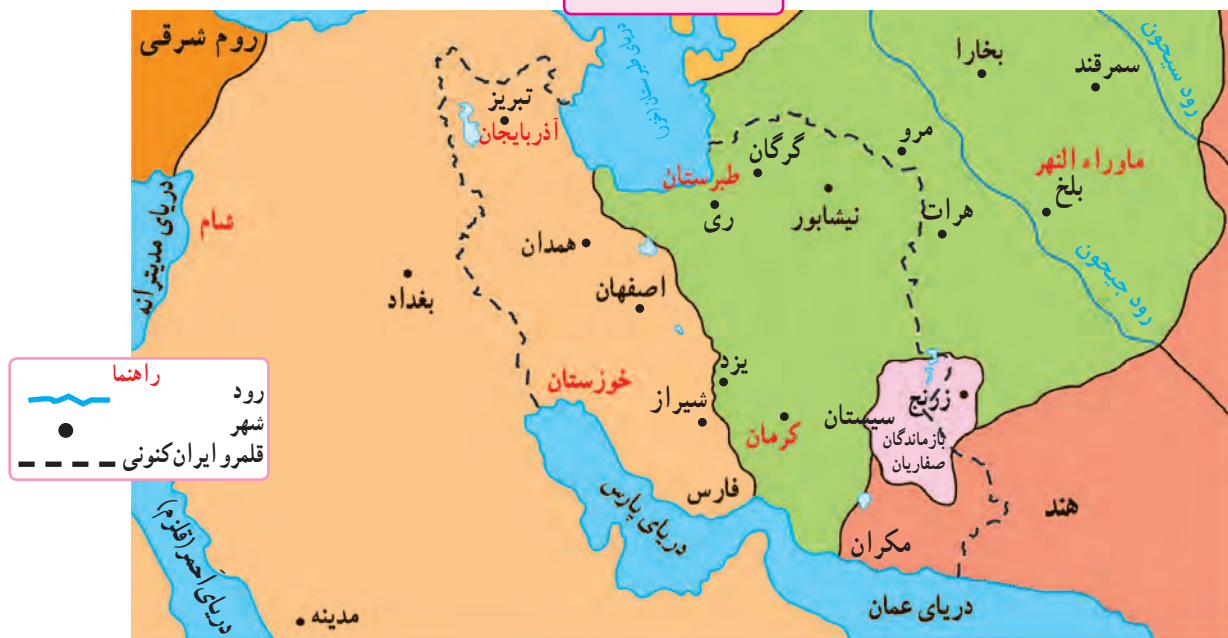 روم شرقی
دریای طبرستان (خزر)
رود سیحون
بخارا
سمرقند
تبریز
آذربایجان
مرو
گرگان
ماوراء النهر
طبرستان
بلخ
نیشابور
ری
هرات
دریای مدیترانه
شام
همدان
رود جیحون
بغداد
اصفهان
راهنما
رود
شهر
قلمرو ایران کنونی
خوزستان
یزد
شیراز
کرمان
سیستان
زرنج
بازماندگان
صفاریان
فارس
دریای پارس
هند
مکران
دریای عمان
دریای احمر (قلزم)
مدینه